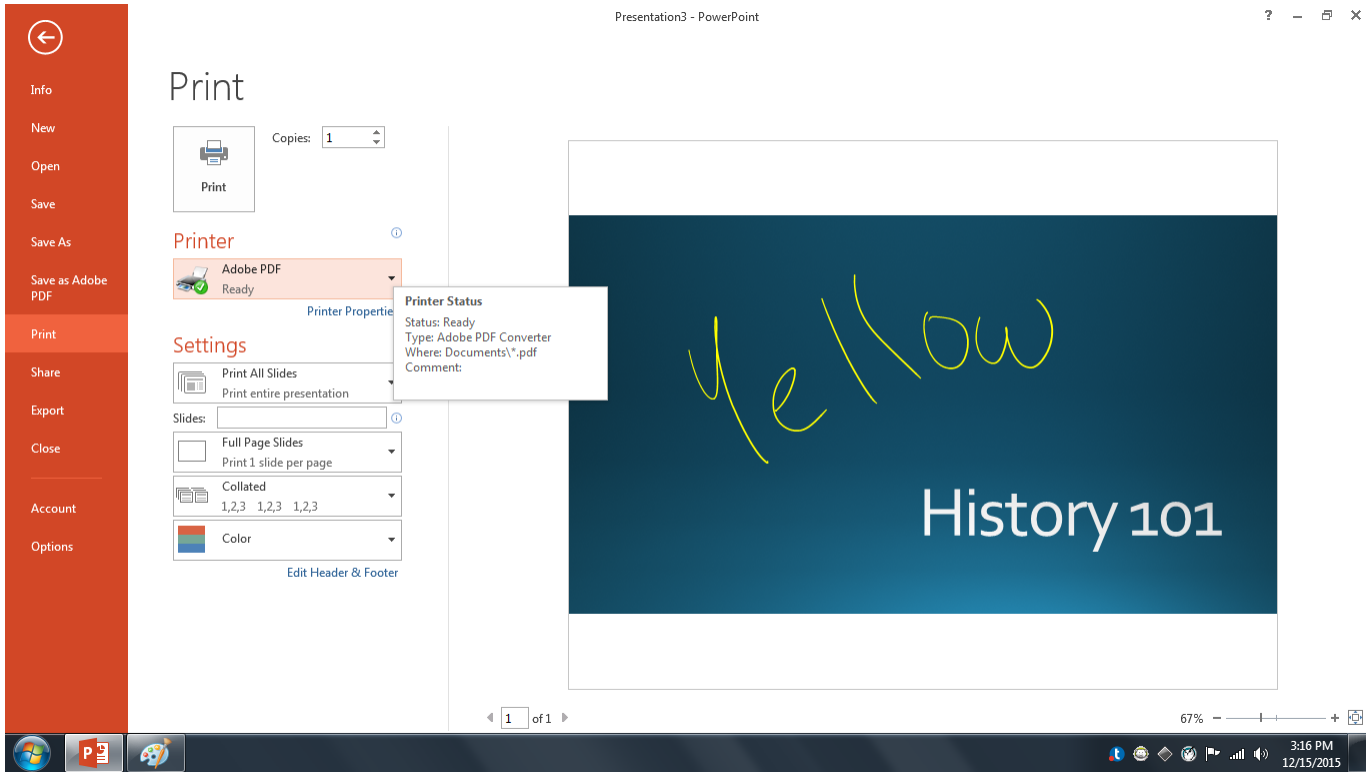 Presentation3 - PowerPoint
?
Info
New
Open
Save
Save As
Save as Adobe
PDF
Print
Share
Export
Close
Account
Options
Print
Print
Copies: 1
Printer
Adobe PDF
Ready
Printer Propertie
Printer Status
Status: Ready
Type: Adobe PDF Converter
Where: Documents\*.pdf
Comment:
Settings
Print All Slides
Print entire presentation
Slides:
Full Page Slides
Print 1 slide per page
Collated
1,2,3 1,2,3 1,2,3
Color
Edit Header & Footer
Yellow
History 101
1 of 1
67%
3:16 PM
12/15/2015